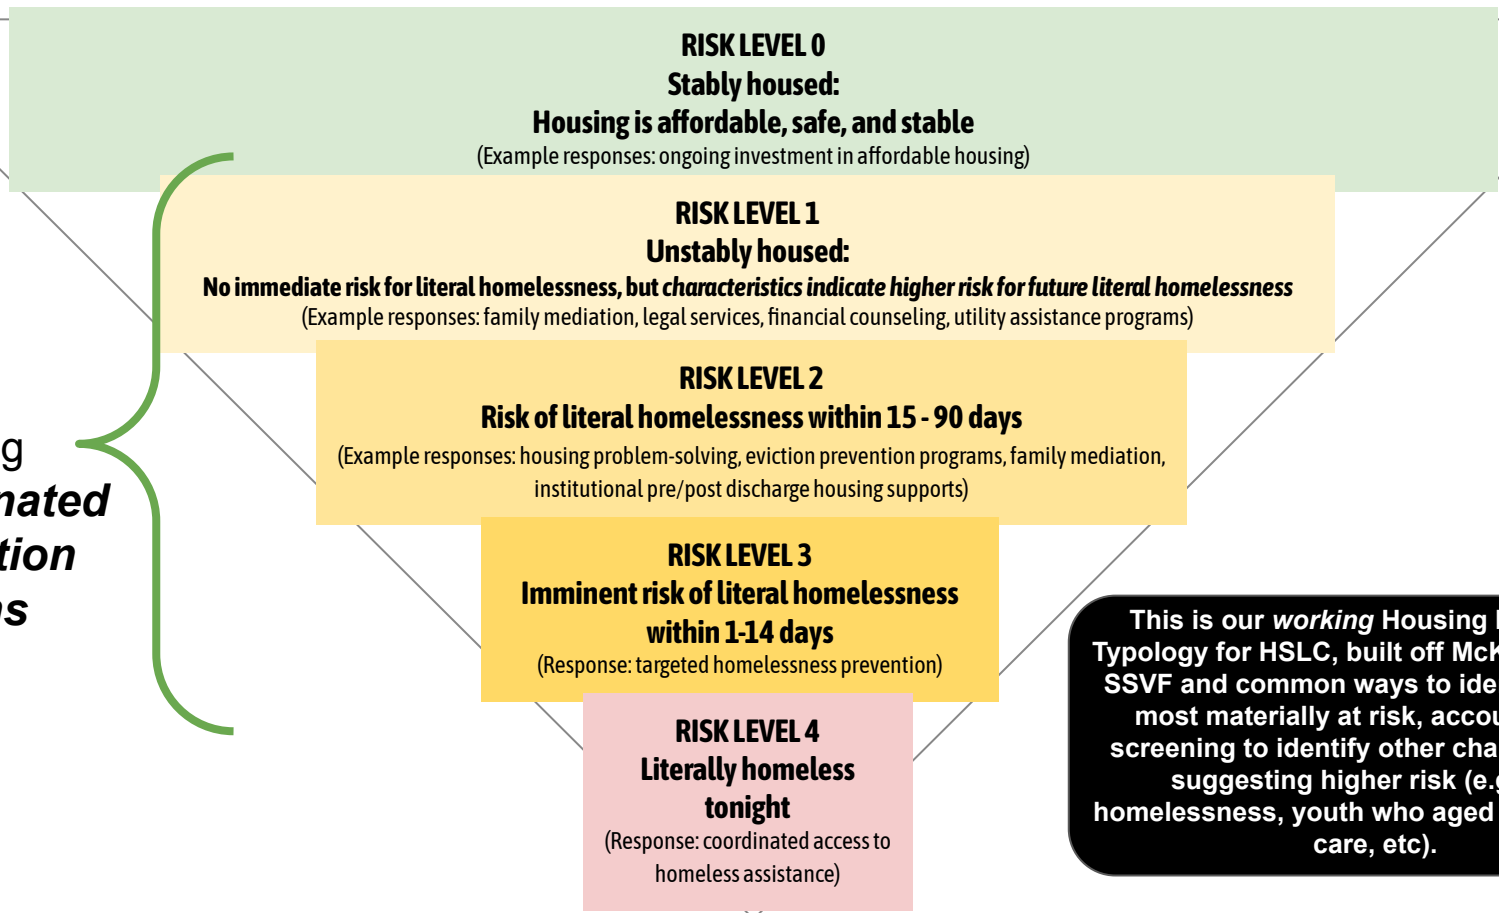 RISK LEVEL 0
Stably housed:
Housing is affordable, safe, and stable
(Example responses: ongoing investment in affordable housing)
RISK LEVEL 1
Unstably housed:
No immediate risk for literal homelessness, but characteristics indicate higher risk for future literal homelessness
(Example responses: family mediation, legal services, financial counseling, utility assistance programs)
RISK LEVEL 2
Risk of literal homelessness within 15 - 90 days
(Example responses: housing problem-solving, eviction prevention programs, family mediation,
institutional pre/post discharge housing supports)
g
nated
tion
ns
RISK LEVEL 3
Imminent risk of literal homelessness
within 1-14 days
(Response: targeted homelessness prevention)
RISK LEVEL 4
Literally homeless
tonight
(Response: coordinated access to
homeless assistance)
This is our working Housing
Typology for HSLC, built off McK
SSVF and common ways to ide
most materially at risk, accou
screening to identify other cha
suggesting higher risk (e.g
homelessness, youth who aged
care, etc).